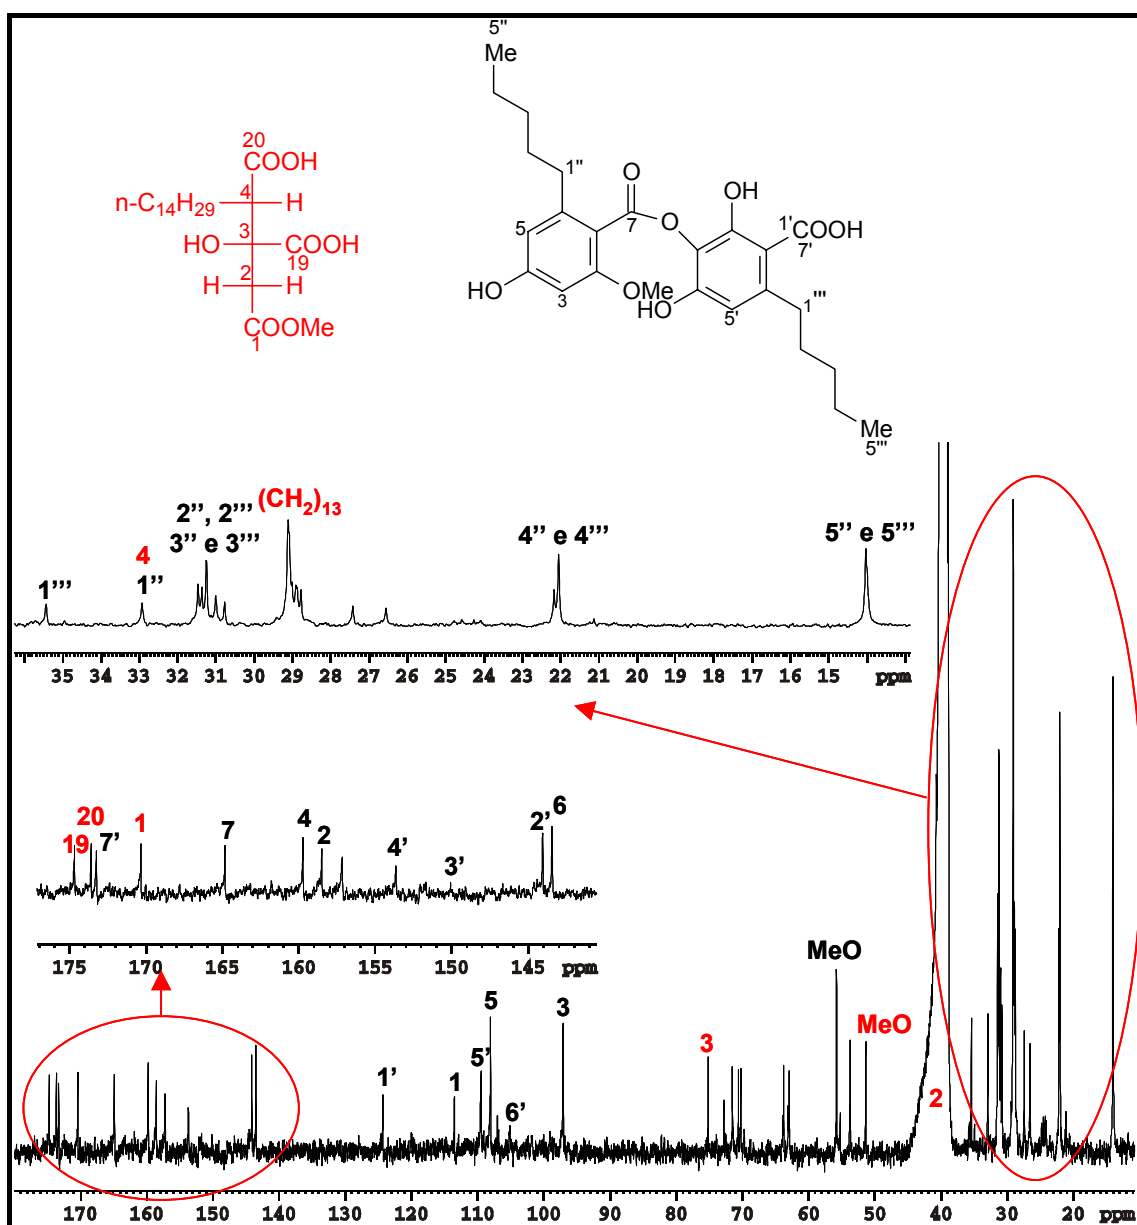 5"
Me
20
COOH
4
n-C14H29
H
3
HO
COOH
19
2
H
H
COOMe
1
1"
O
5
7
O
OH
1'
COOH
7'
HO
3
OMe
HO
5'
1'''
Me
5'''
(CH2)13
2'', 2'''
3'' e 3'''
4
1'''
1''
4'' e 4'''
5'' e 5'''
35 34 33 32 31 30 29 28 27 26 25 24 23 22 21 20 19 18 17 16 15 ppm
20
19
7'
1
7
4
2
4'
3'
2'
6
175 170 165 160 155 150 145 ppm
MeO
MeO
5
3
3
5'
1'
1
6'
2
170 160 150 140 130 120 110 100 90 80 70 60 50 40 30 20 ppm